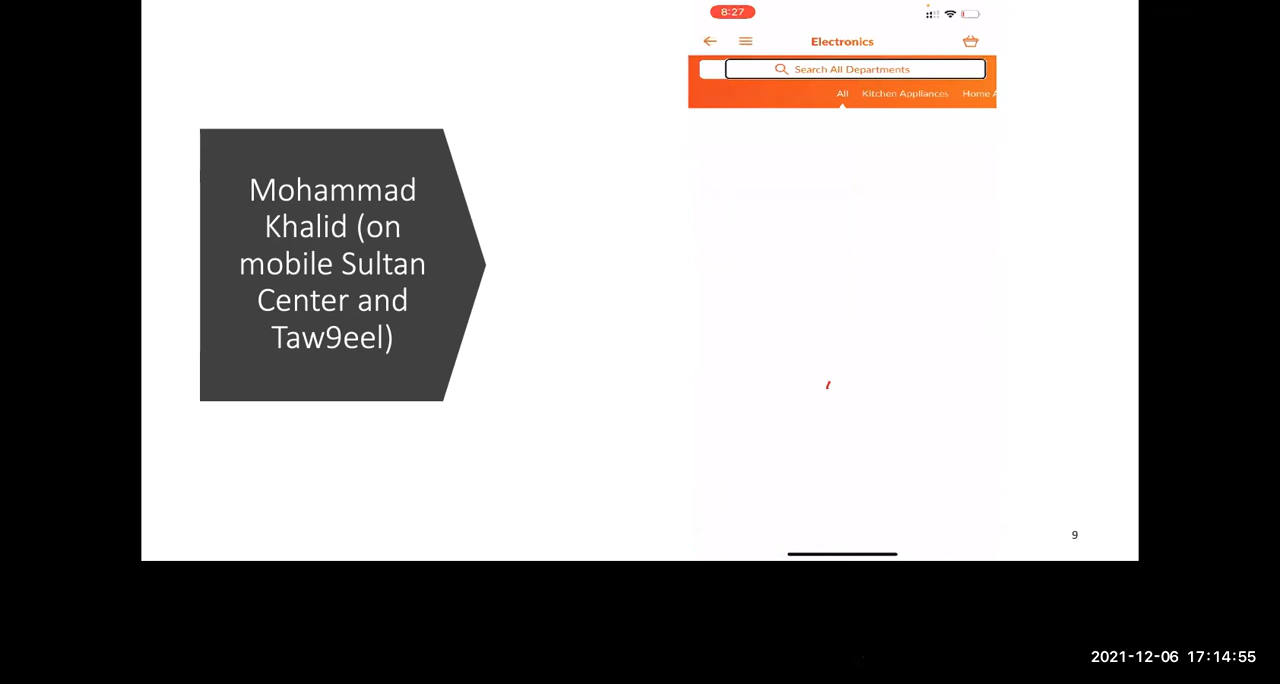 Mohammad
Khalid (on
mobile Sultan
Center and
Taw9eel)
8:27
Electronics
Search All Departments
All Kitchen Appliances Home A
9
2021-12-06 17:14:55